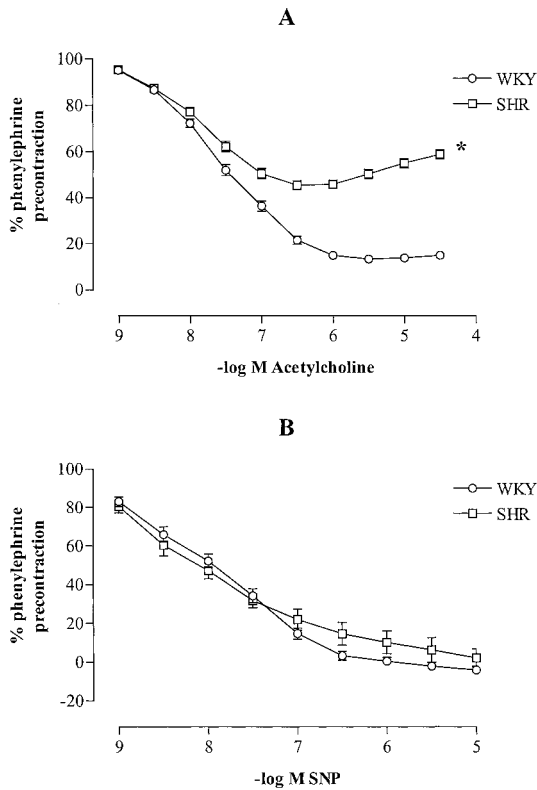 A
100
80
60
40
20
0
% phenylephrine
precontraction
WKY
SHR
*
9 8 7 6 5 4
-log M Acetylcholine
B
100
80
60
40
20
0
-20
% phenylephrine
precontraction
WKY
SHR
9 8 7 6 5
-log M SNP